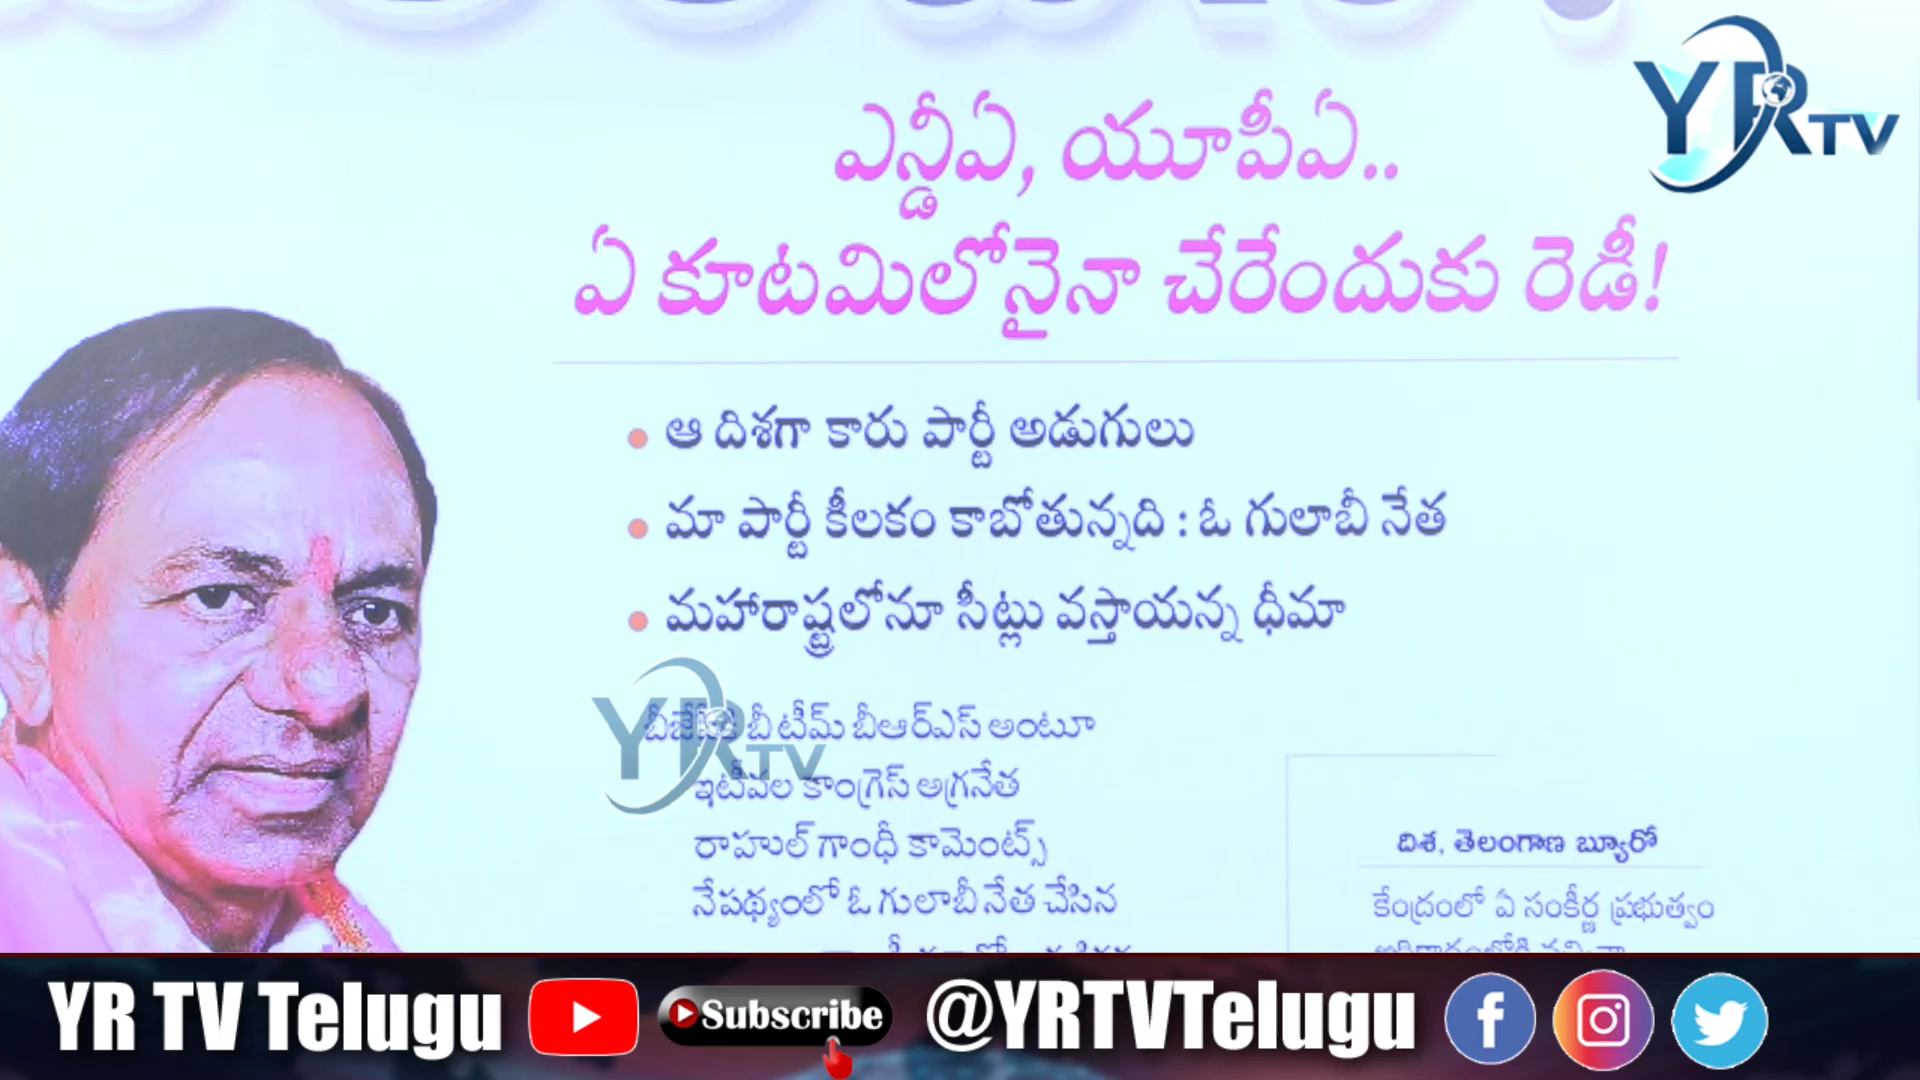 YRTV
ఎన్డీఏ, యూపీఏ..
ఏ కూటమిలోనైనా చేరేందుకు రెడీ!
• ఆ దిశగా కారు పార్టీ అడుగులు
• మా పార్టీ కీలకం కాబోతున్నది : ఓ గులాబీ నేత
• మహారాష్ట్రలోనూ సీట్లు వస్తాయన్న ధీమా
YRTV
బీ టీమ్ బీఆర్ఎస్ అంటూ
ఇటీవల కాంగ్రెస్ అగ్రనేత
రాహుల్ గాంధీ కామెంట్స్
నేపథ్యంలో ఓ గులాబీ నేత చేసిన
దిశ, తెలంగాణ బ్యూరో
కేంద్రంలో ఏ సంకీర్ణ ప్రభుత్వం
YR TV Telugu Subscribe @YRTVTelugu